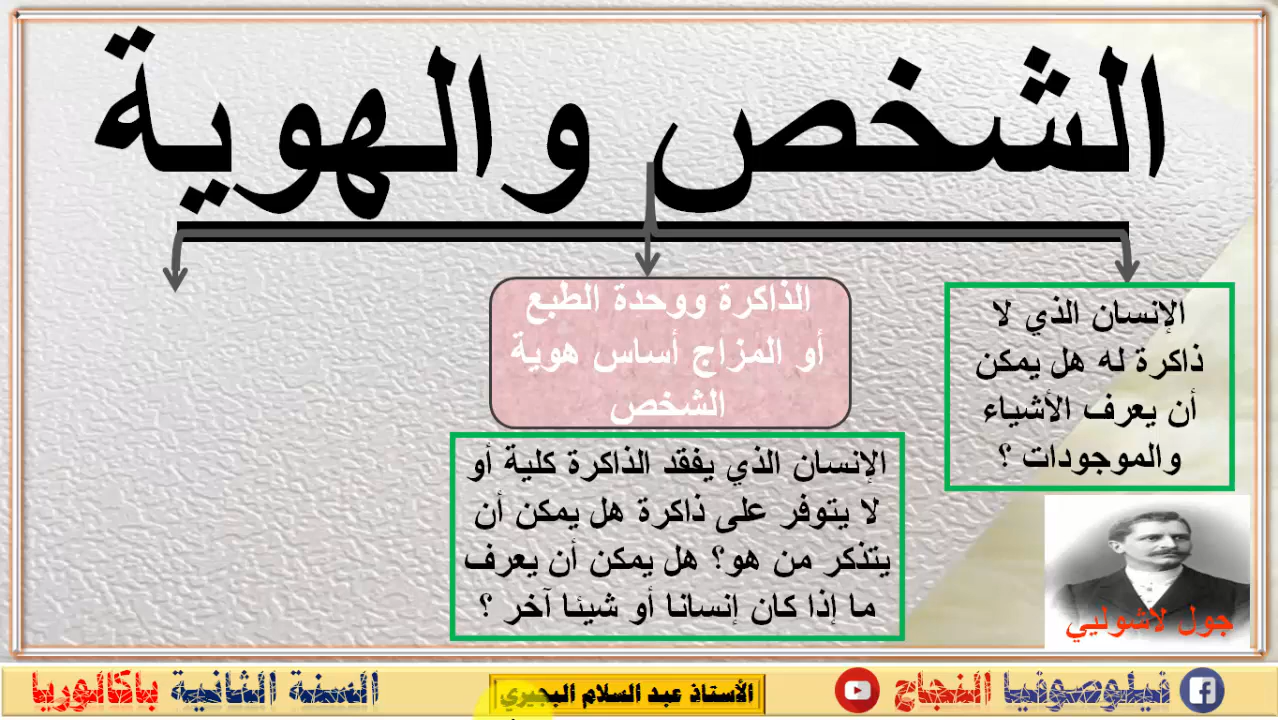 الشخص والهوية
الإنسان الذي لا
ذاكرة له هل يمكن
أن يعرف الأشياء
والموجودات ؟
جول لاشوليي
الذاكرة ووحدة الطبع
أو المزاج أساس هوية
الشخص
الإنسان الذي يفقد الذاكرة كلية أو
لا يتوفر على ذاكرة هل يمكن أن
يتذكر من هو؟ هل يمكن أن يعرف
ما إذا كان إنسانا أو شيئا آخر ؟
فيلوصوفيا النجاح
الأستاذ عبد السلام البجيري
السنة الثانية باكالوريا